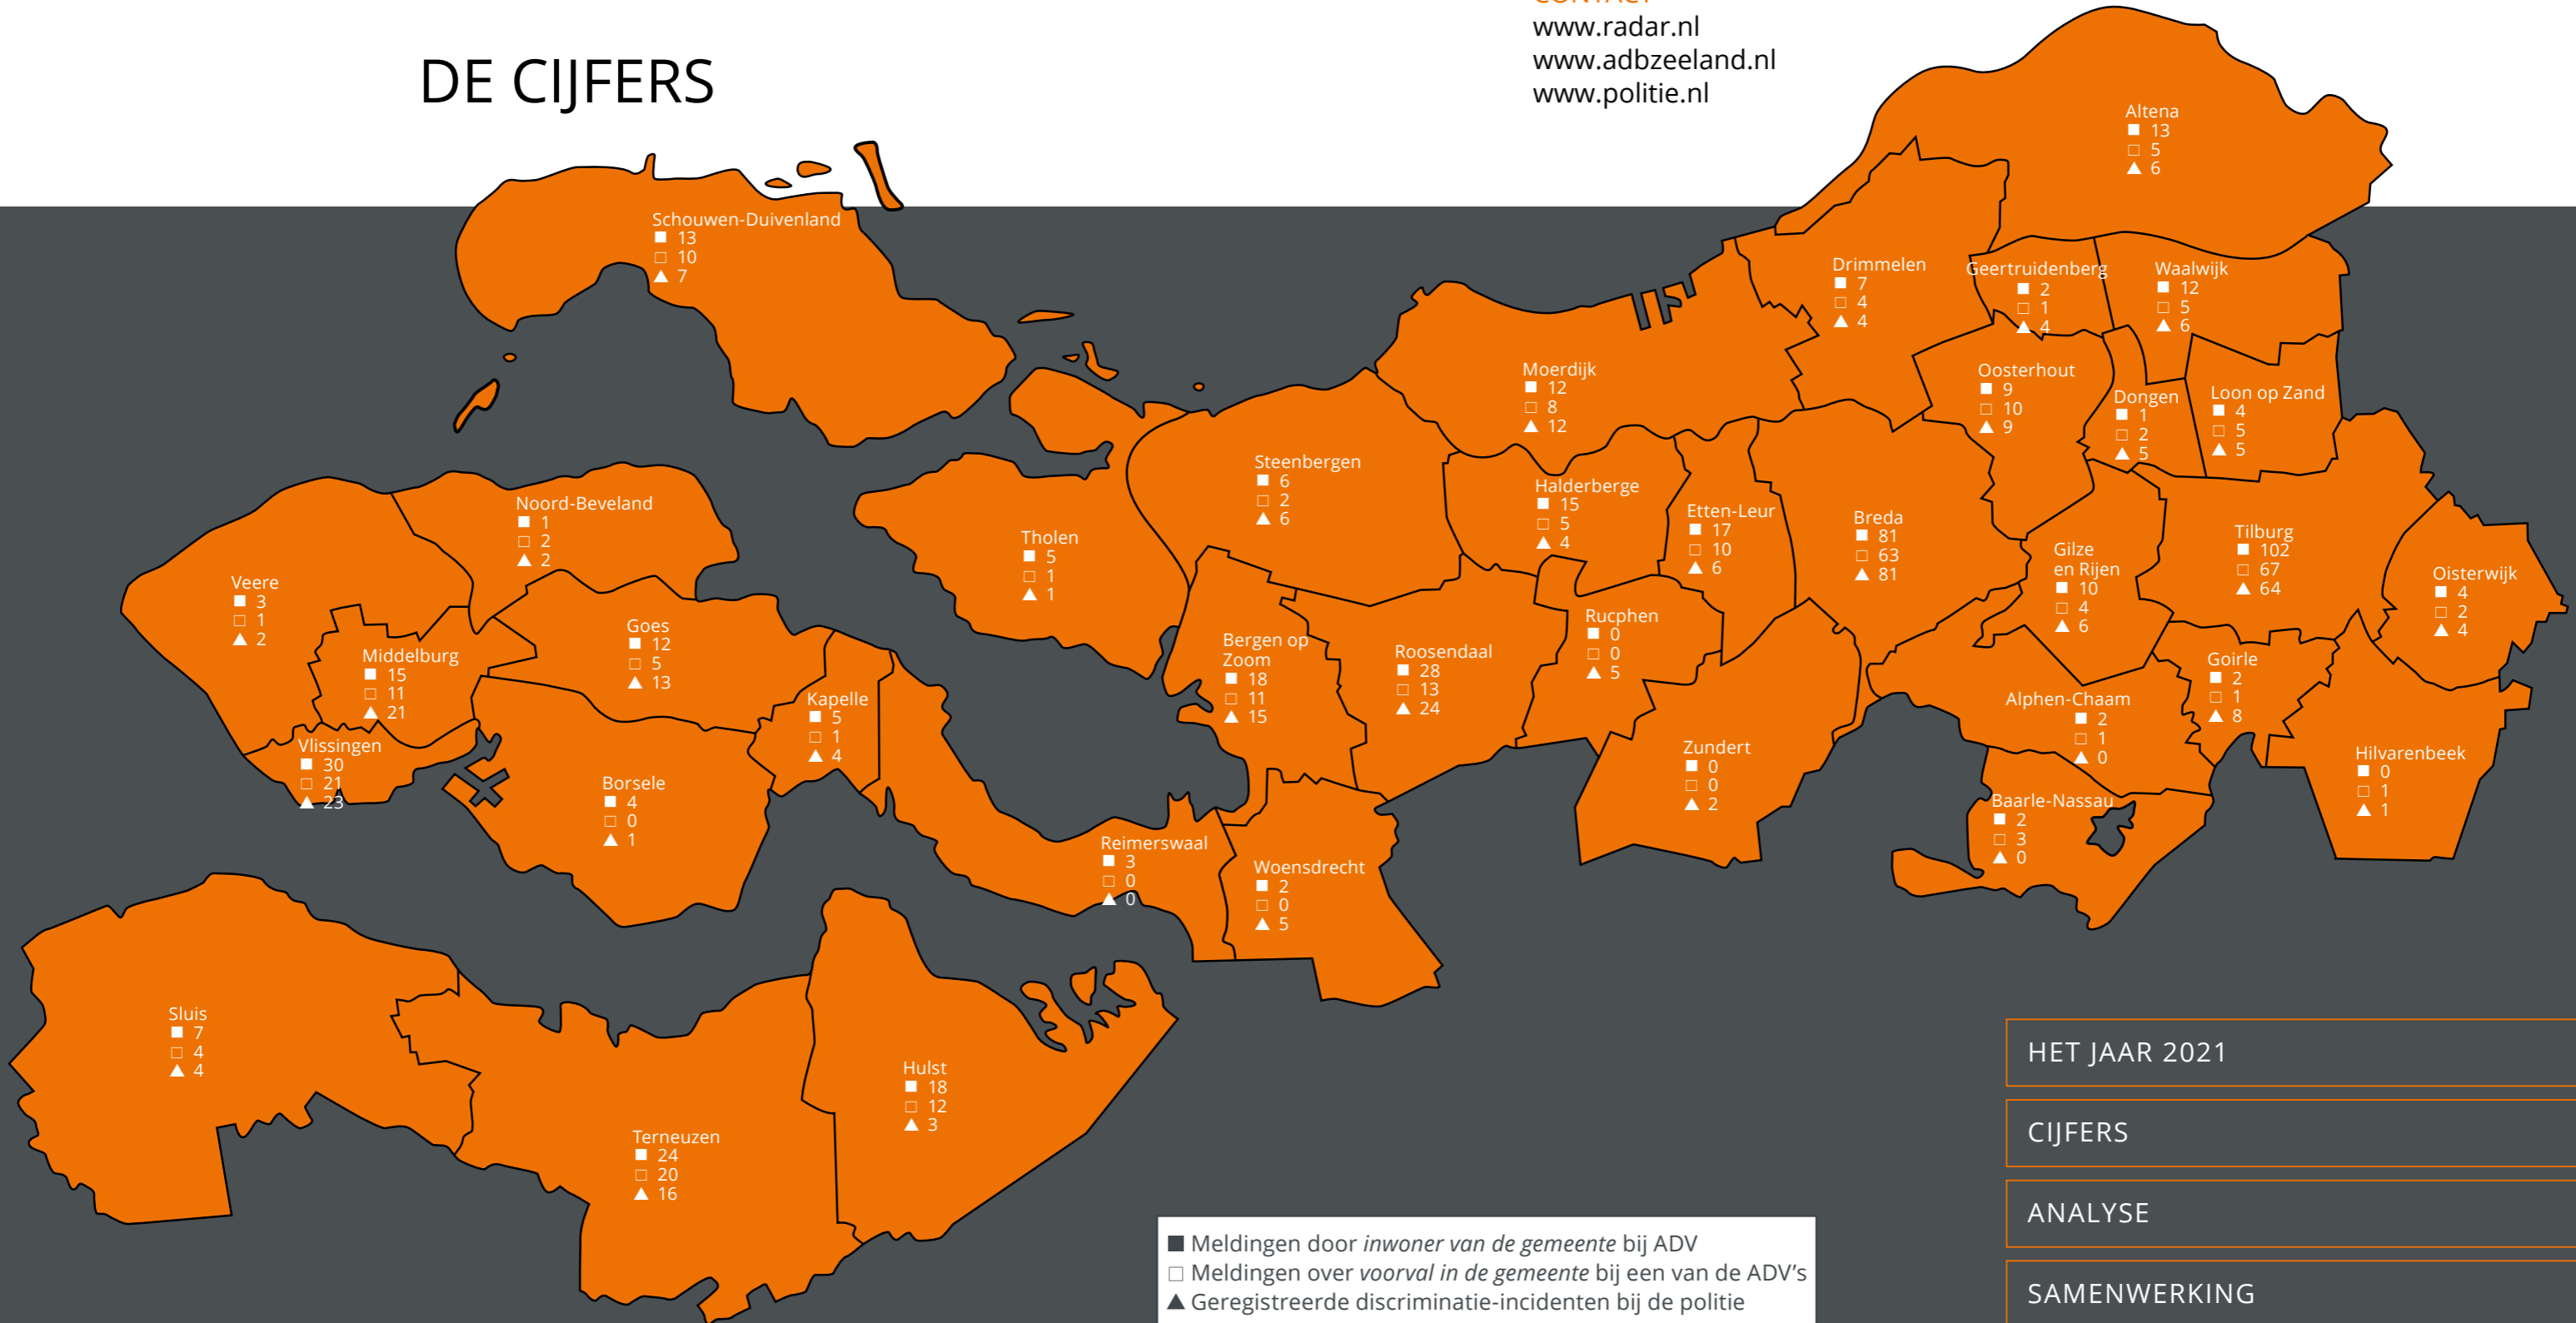 CONTACT
www.radar.nl
www.adbzeeland.nl
www.politie.nl
DE CIJFERS
Altena
■ 13
□ 5
▲ 6
Schouwen-Duivenland
■ 13
□ 10
▲ 7
Drimmelen
■ 7
□ 4
▲ 4
Geertruidenberg
■ 2
□ 1
▲ 4
Waalwijk
■ 12
□ 5
▲ 6
Moerdijk
■ 12
□ 8
▲ 12
Oosterhout
■ 9
□ 10
▲ 9
Dongen
■ 1
□ 2
▲ 5
Loon op Zand
■ 4
□ 5
▲ 5
Steenbergen
■ 6
□ 2
▲ 6
Halderberge
■ 15
□ 5
▲ 4
Etten-Leur
■ 17
□ 10
▲ 6
Breda
■ 81
□ 63
▲ 81
Gilze
en Rijen
■ 10
□ 4
▲ 6
Tilburg
■ 102
□ 67
▲ 64
Oisterwijk
■ 4
□ 2
▲ 4
Noord-Beveland
■ 1
□ 2
▲ 2
Tholen
■ 5
□ 1
▲ 1
Veere
■ 3
□ 1
▲ 2
Middelburg
■ 15
□ 11
▲ 21
Goes
■ 12
□ 5
▲ 13
Kapelle
■ 5
□ 1
▲ 4
Bergen op
Zoom
■ 18
□ 11
▲ 15
Roosendaal
■ 28
□ 13
▲ 24
Rucphen
■ 0
□ 0
▲ 5
Zundert
■ 0
□ 0
▲ 2
Alphen-Chaam
■ 2
□ 1
▲ 0
Goirle
■ 2
□ 1
▲ 8
Hilvarenbeek
■ 0
□ 1
▲ 1
Baarle-Nassau
■ 2
□ 3
▲ 0
Vlissingen
■ 30
□ 21
▲ 23
Borsele
■ 4
□ 0
▲ 1
Reimerswaal
■ 3
□ 0
▲ 0
Woensdrecht
■ 2
□ 0
▲ 5
Sluis
■ 7
□ 4
▲ 4
Terneuzen
■ 24
□ 20
▲ 16
Hulst
■ 18
□ 12
▲ 3
■ Meldingen door inwoner van de gemeente bij ADV
□ Meldingen over voorval in de gemeente bij een van de ADV's
▲ Geregistreerde discriminatie-incidenten bij de politie
HET JAAR 2021
CIJFERS
ANALYSE
SAMENWERKING